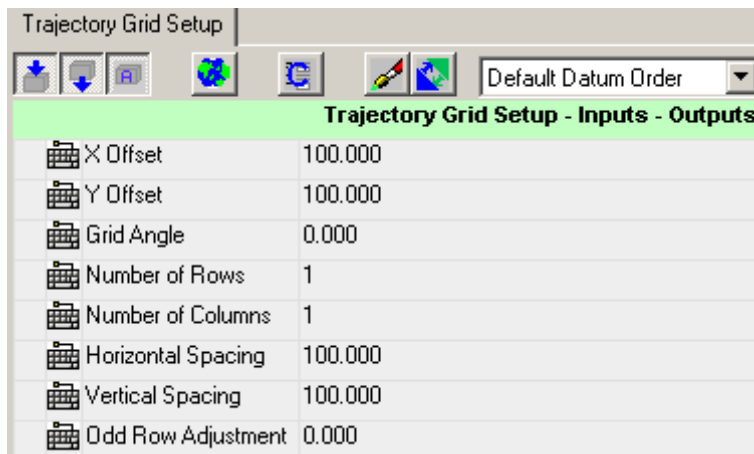 Trajectory Grid Setup
A C Default Datum Order
Trajectory Grid Setup - Inputs - Outputs
X Offset 100.000
Y Offset 100.000
Grid Angle 0.000
Number of Rows 1
Number of Columns 1
Horizontal Spacing 100.000
Vertical Spacing 100.000
Odd Row Adjustment 0.000